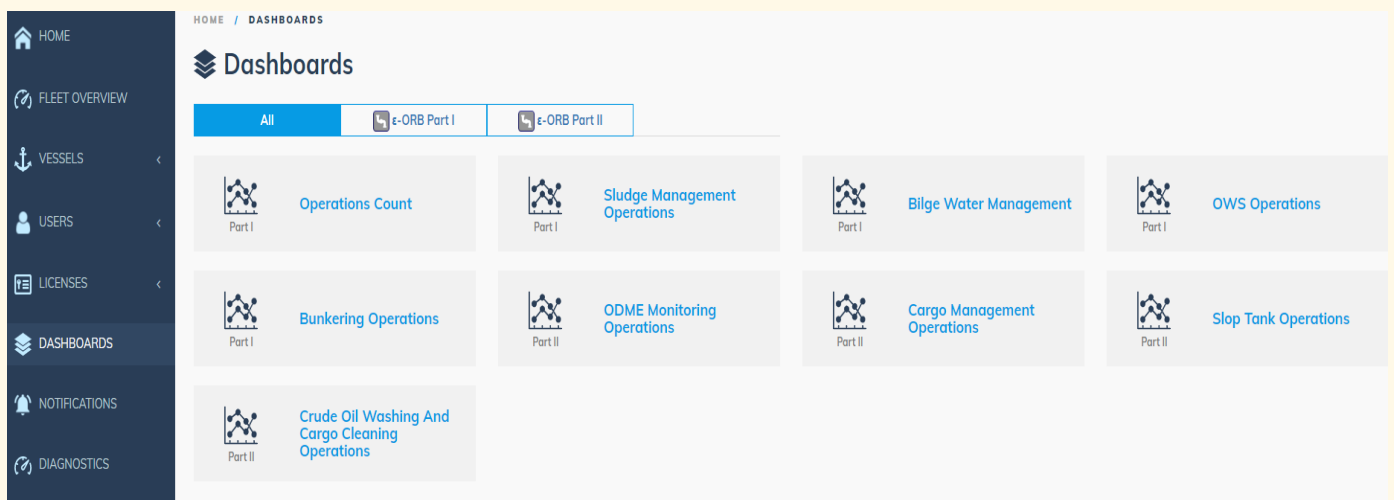 HOME
FLEET OVERVIEW
VESSELS
USERS
LICENSES
DASHBOARDS
NOTIFICATIONS
DIAGNOSTICS
HOME / DASHBOARDS
Dashboards
All
ε-ORB Part I
ε-ORB Part II
Operations Count
Part I
Sludge Management
Operations
Part I
Bilge Water Management
Part I
OWS Operations
Part I
Bunkering Operations
Part I
ODME Monitoring
Operations
Part II
Cargo Management
Operations
Part II
Slop Tank Operations
Part II
Crude Oil Washing And
Cargo Cleaning
Operations
Part II